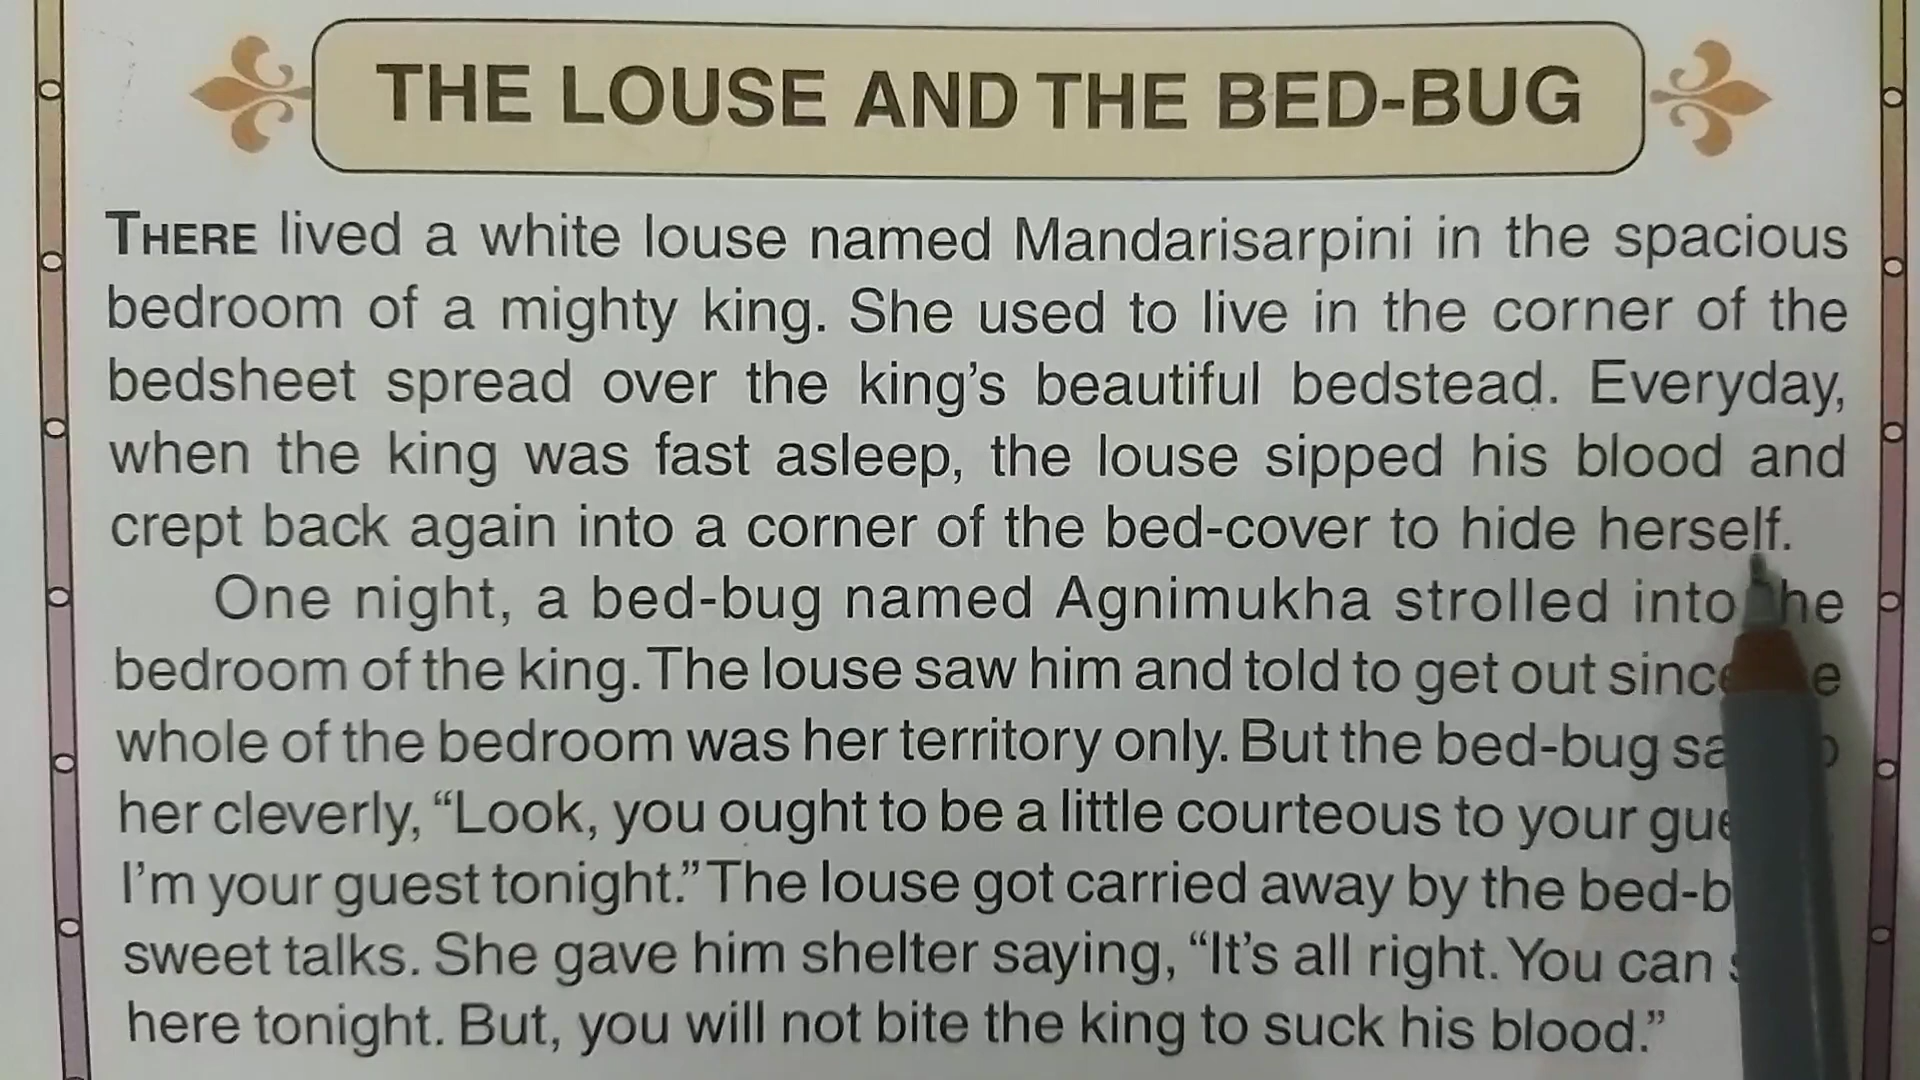 THE LOUSE AND THE BED-BUG
THERE lived a white louse named Mandarisarpini in the spacious
bedroom of a mighty king. She used to live in the corner of the
bedsheet spread over the king's beautiful bedstead. Everyday,
when the king was fast asleep, the louse sipped his blood and
crept back again into a corner of the bed-cover to hide herself.
One night, a bed-bug named Agnimukha strolled into
bedroom of the king. The louse saw him and told to get out
whole of the bedroom was her territory only. But the bed-bug
her cleverly, “Look, you ought to be a little courteous to your
I'm your guest tonight.” The louse got carried away by the
sweet talks. She gave him shelter saying, “It's all right. You can
here tonight. But, you will not bite the king to suck his blood.”